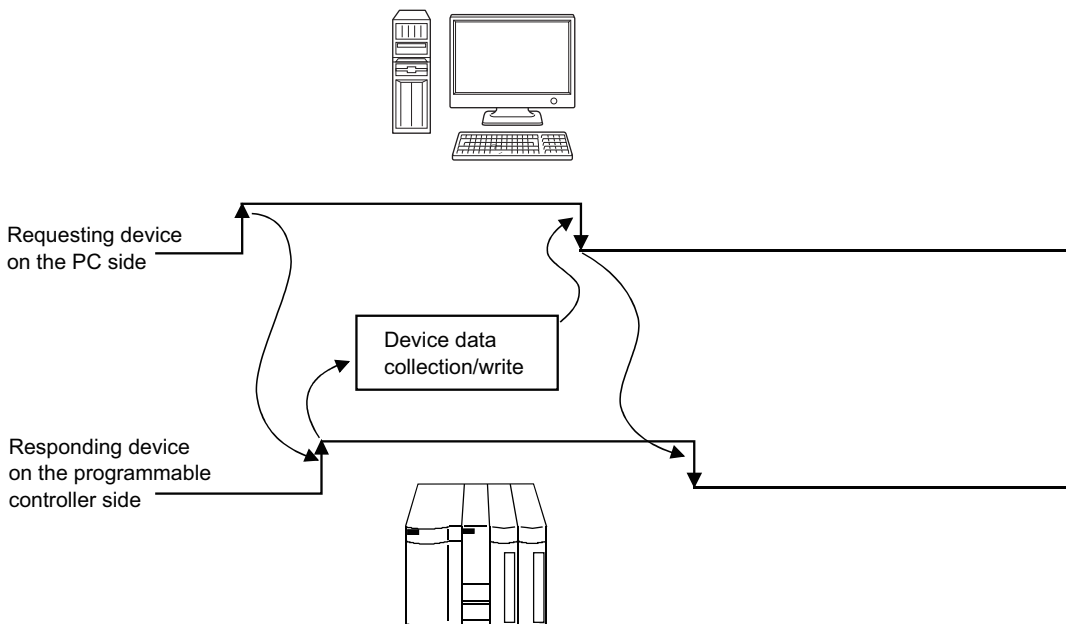 Requesting device
on the PC side
Device data
collection/write
Responding device
on the programmable
controller side